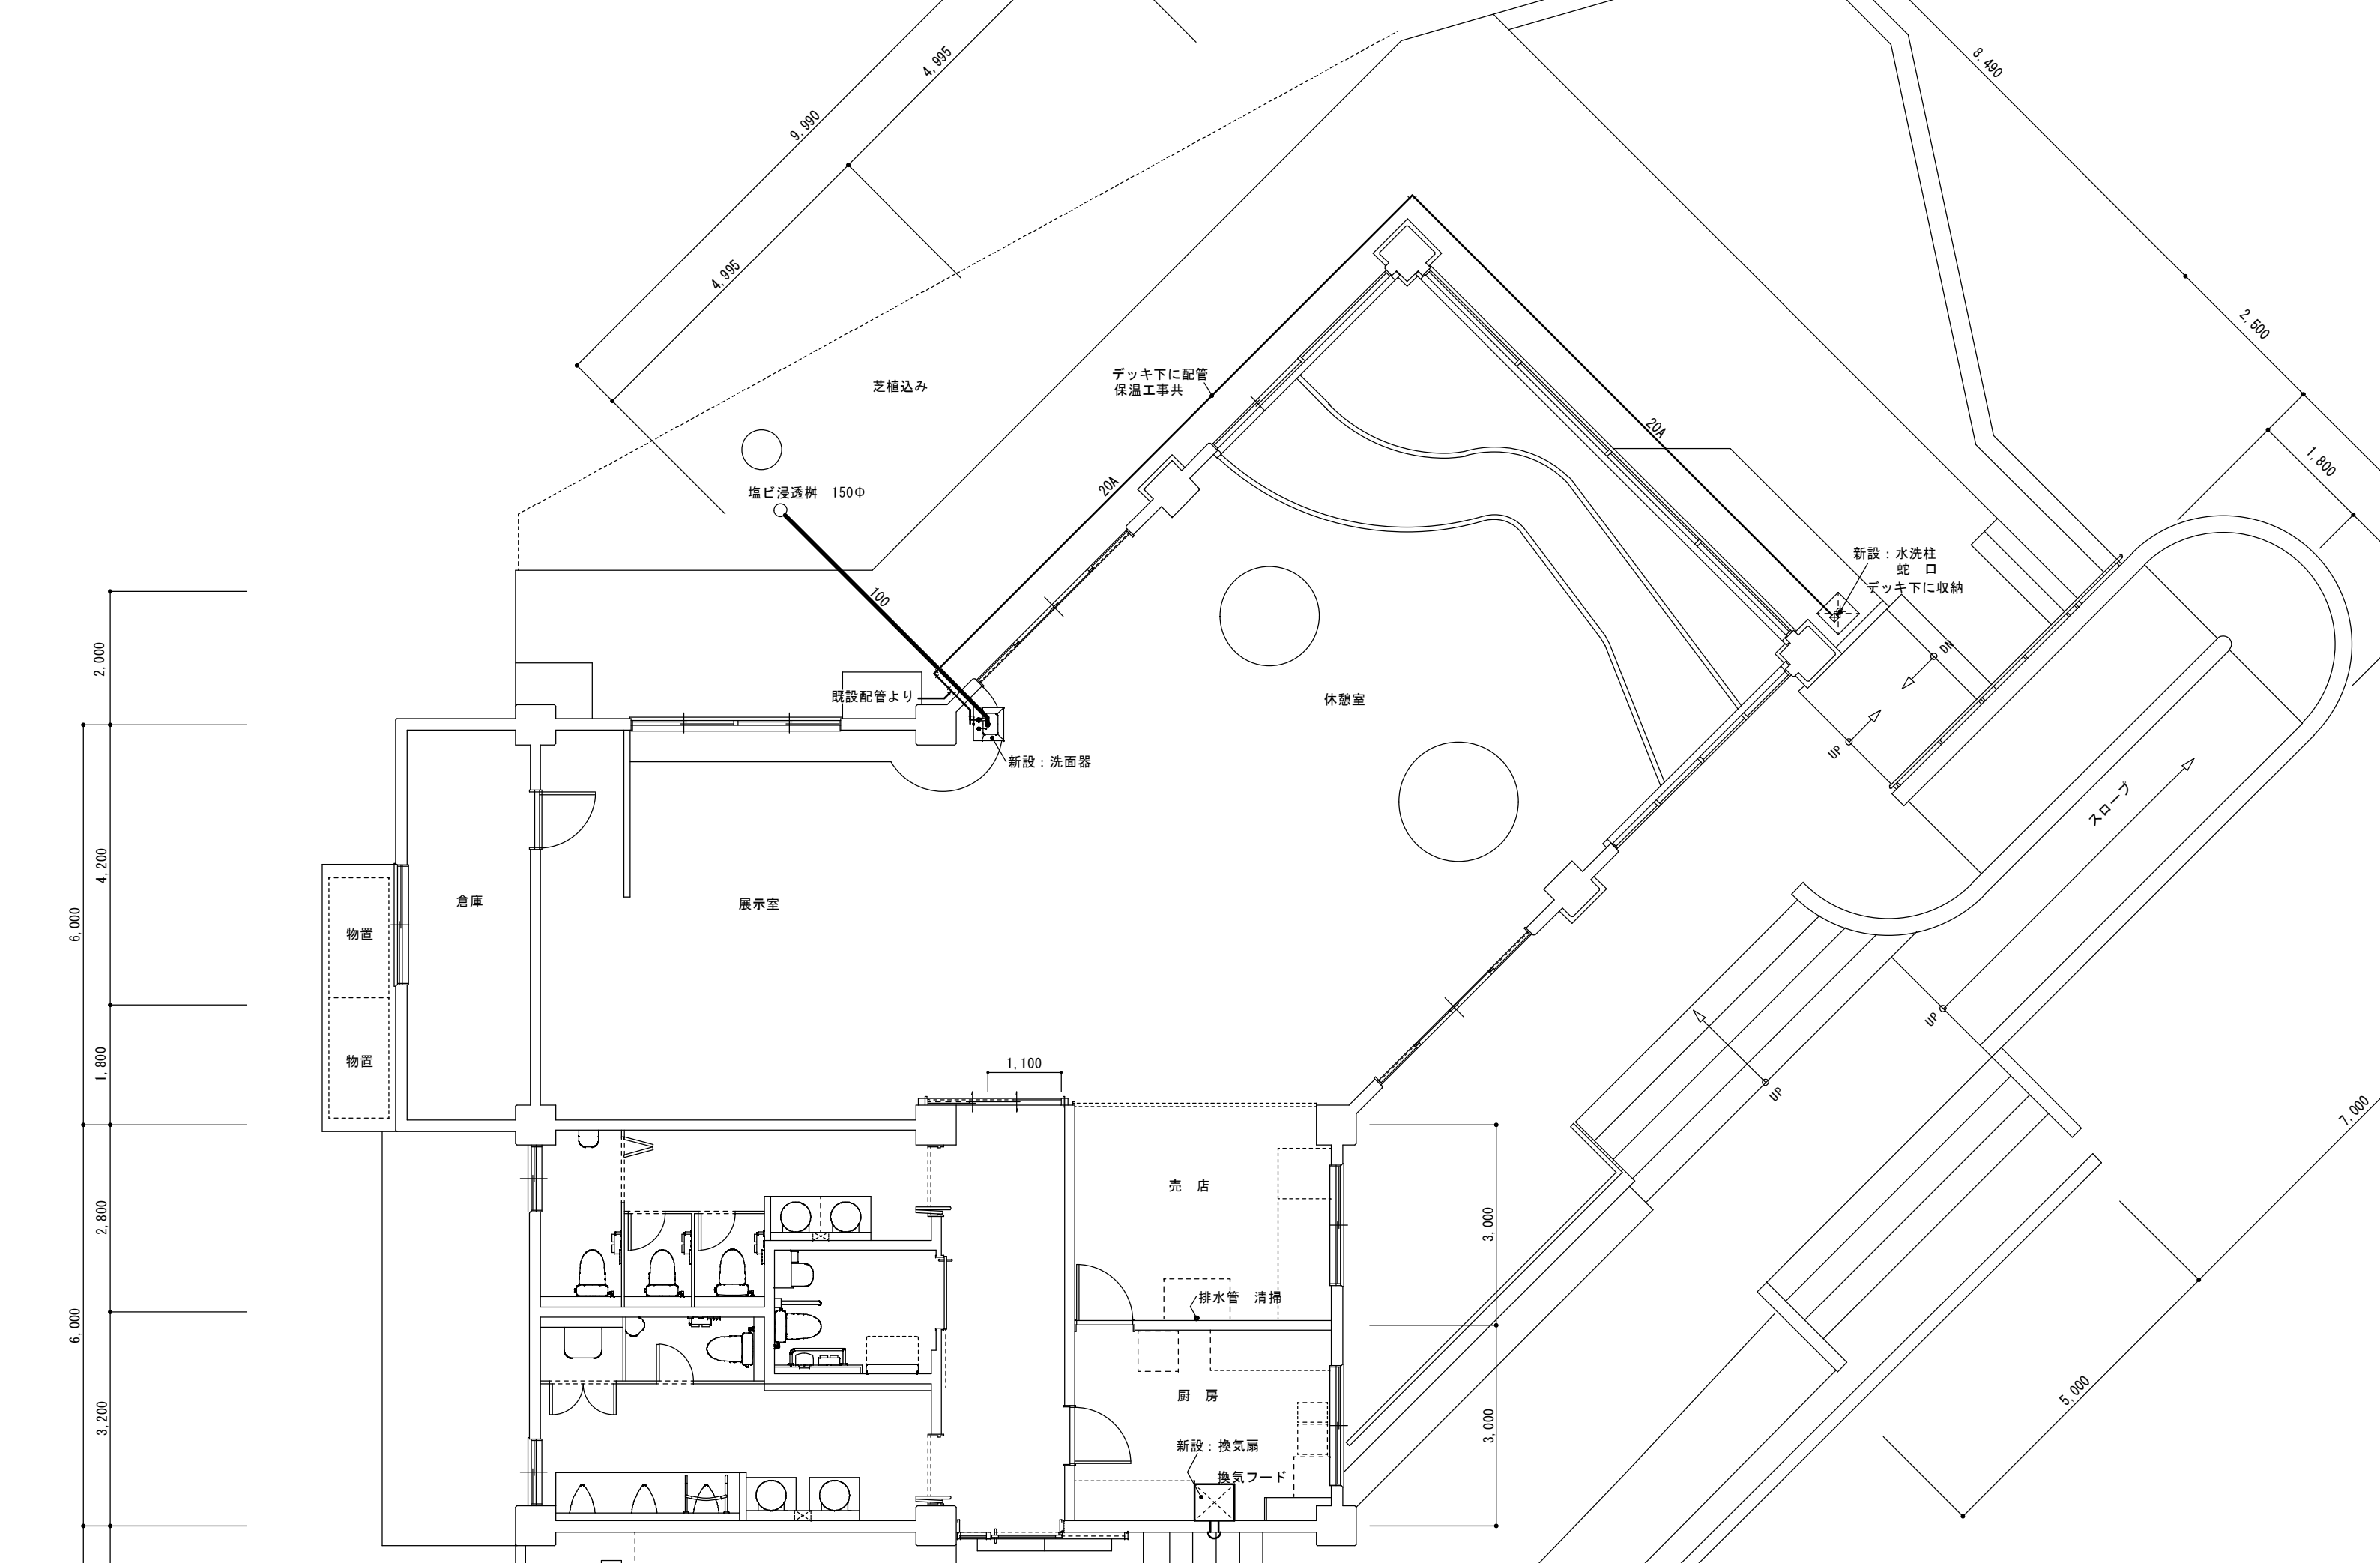 8,490
4,995
9,990
4,995
2,500
1,800
芝植込み
デッキ下に配管
保温工事共
20A
20A
塩ビ浸透桝　150Φ
100
新設：水洗柱
蛇　口
デッキ下に収納
DN
UP
既設配管より
休憩室
新設：洗面器
スロープ
2,000
4,200
6,000
1,800
倉庫
展示室
物置
物置
UP
UP
1,100
7,000
売　店
2,800
3,000
排水管　清掃
6,000
厨　房
5,000
3,200
3,000
新設：換気扇
換気フード